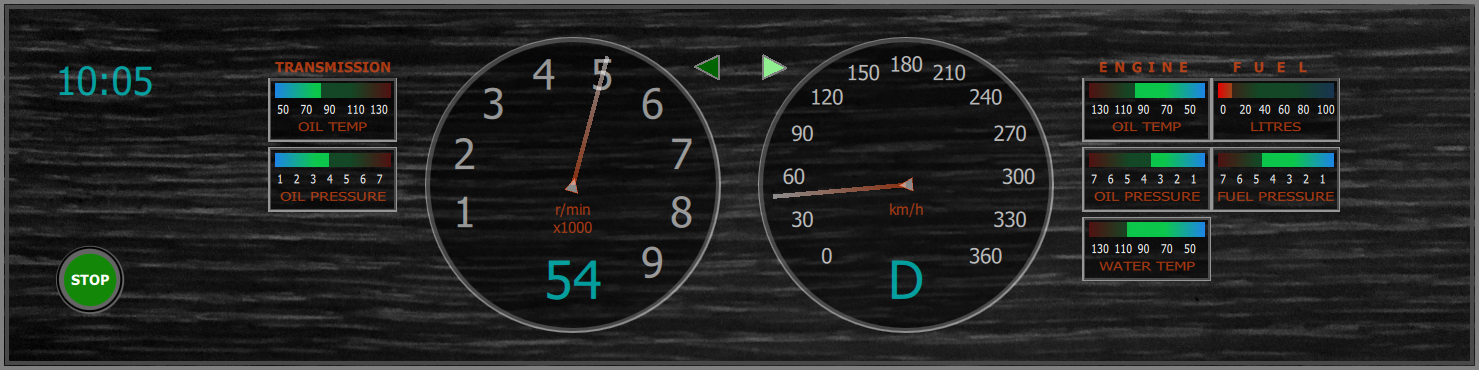 10:05
STOP
TRANSMISSION
50 70 90 110 130
OIL TEMP
1 2 3 4 5 6 7
OIL PRESSURE
1 2 3 4 5 6 7 8 9
r/min
x1000
54
0 30 60 90 120 150 180 210 240 270 300 330 360
km/h
D
ENGINE
130 110 90 70 50
OIL TEMP
7 6 5 4 3 2 1
OIL PRESSURE
130 110 90 70 50
WATER TEMP
FUEL
0 20 40 60 80 100
LITRES
7 6 5 4 3 2 1
FUEL PRESSURE